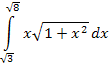 ∫_{√3}^{√8} x√(1 + x²) dx